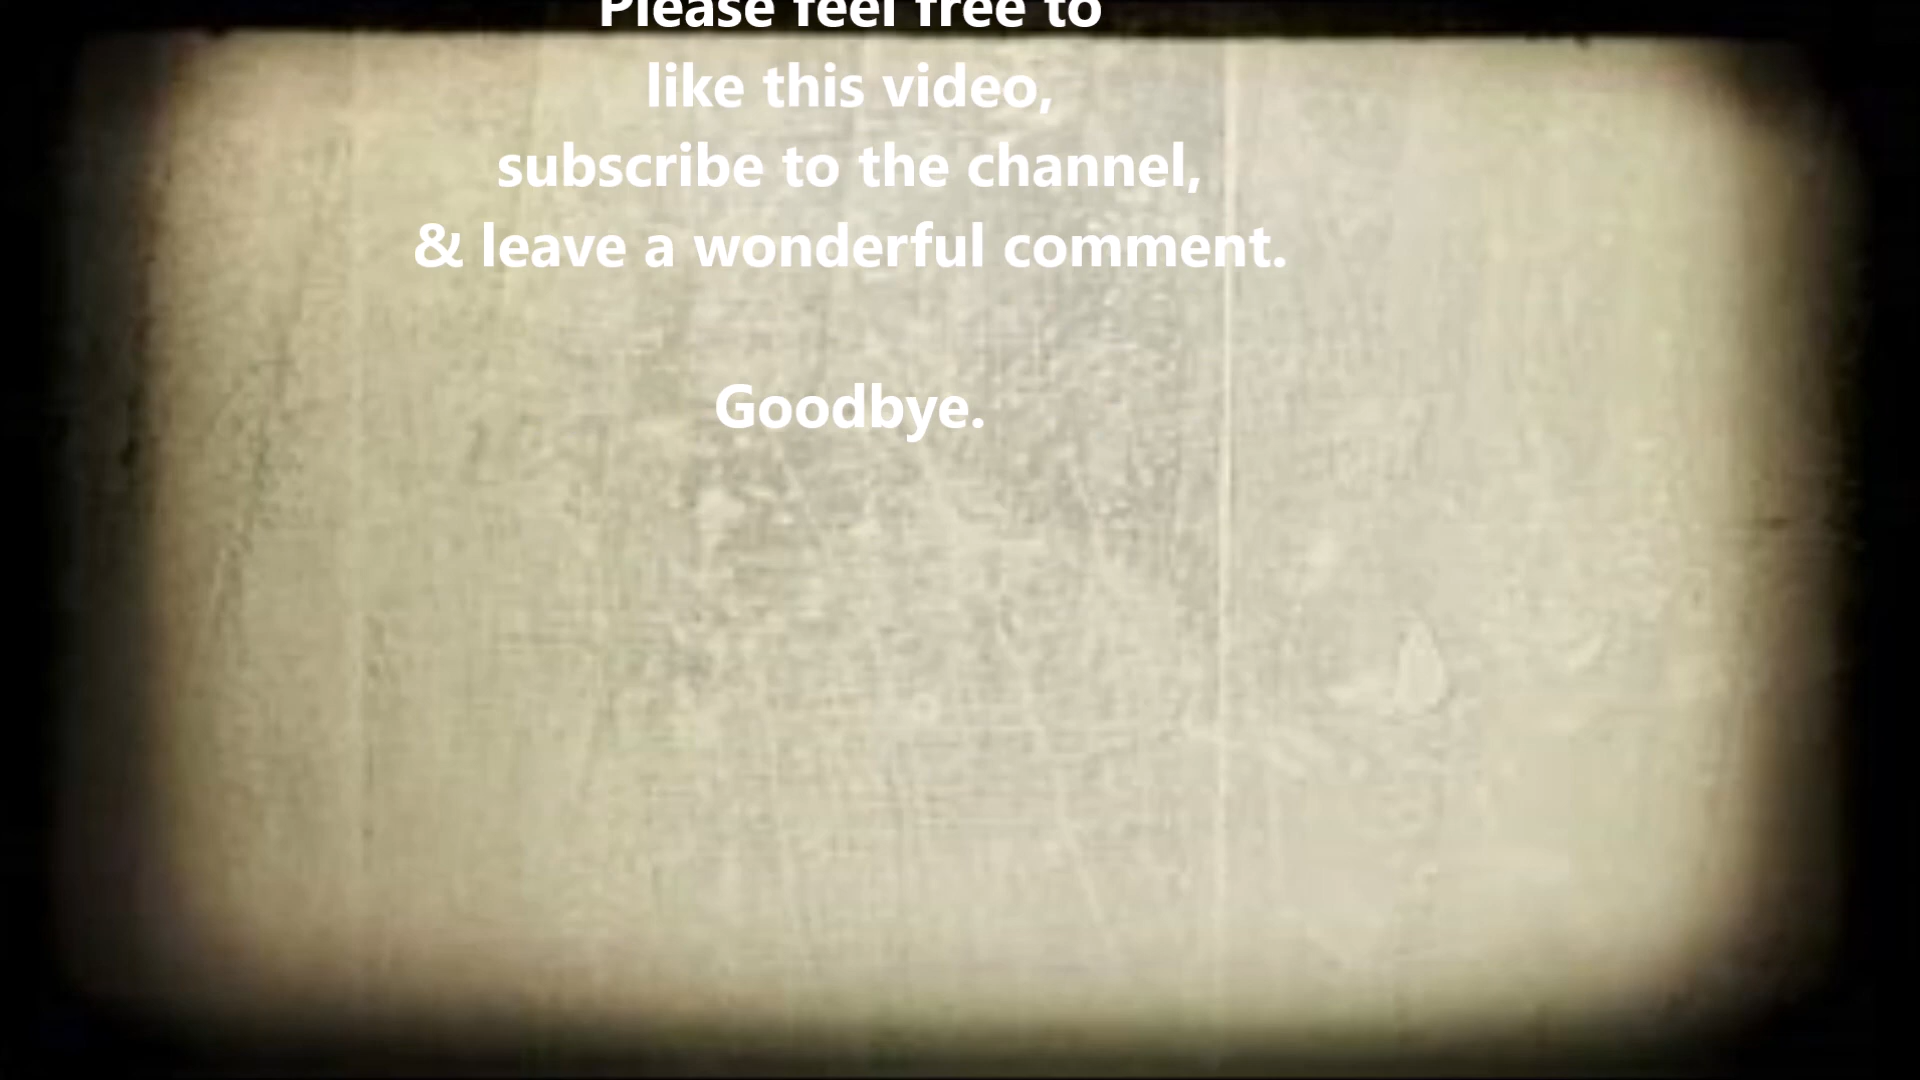 Please feel free to
like this video,
subscribe to the channel,
& leave a wonderful comment.
Goodbye.